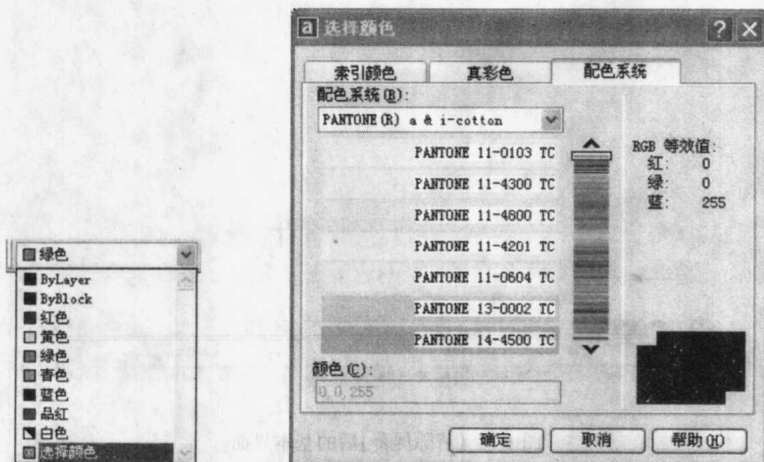 绿色
ByLayer
ByBlock
红色
黄色
绿色
青色
蓝色
品红
白色
选择颜色
a 选择颜色
索引颜色 真彩色 配色系统
配色系统(B):
PANTONE(R) a & i-cotton
PANTONE 11-0103 TC
PANTONE 11-4300 TC
PANTONE 11-4800 TC
PANTONE 11-4201 TC
PANTONE 11-0604 TC
PANTONE 13-0002 TC
PANTONE 14-4500 TC
RGB 等效值:
红: 0
绿: 0
蓝: 255
颜色(C):
0,0,255
确定 取消 帮助(H)